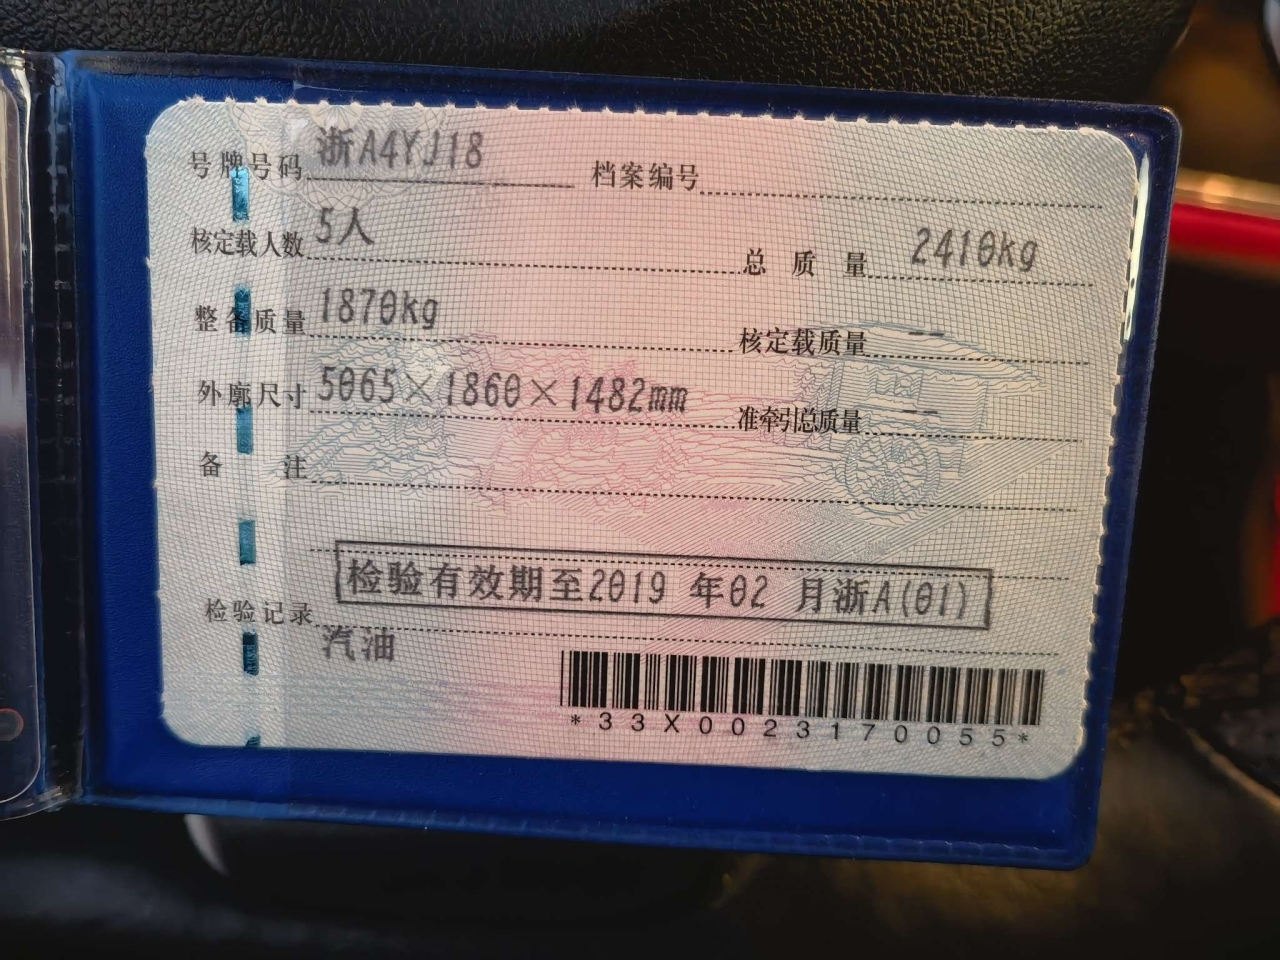 号牌号码 浙A4YJ18 档案编号
核定载人数 5人 总质量 2410kg
整备质量 1870kg 核定载质量 --
外廓尺寸 5065×1860×1482mm 准牵引总质量 --
备注
检验有效期至2019 年02 月浙A(01)
检验记录
汽油
*33X0023170055*